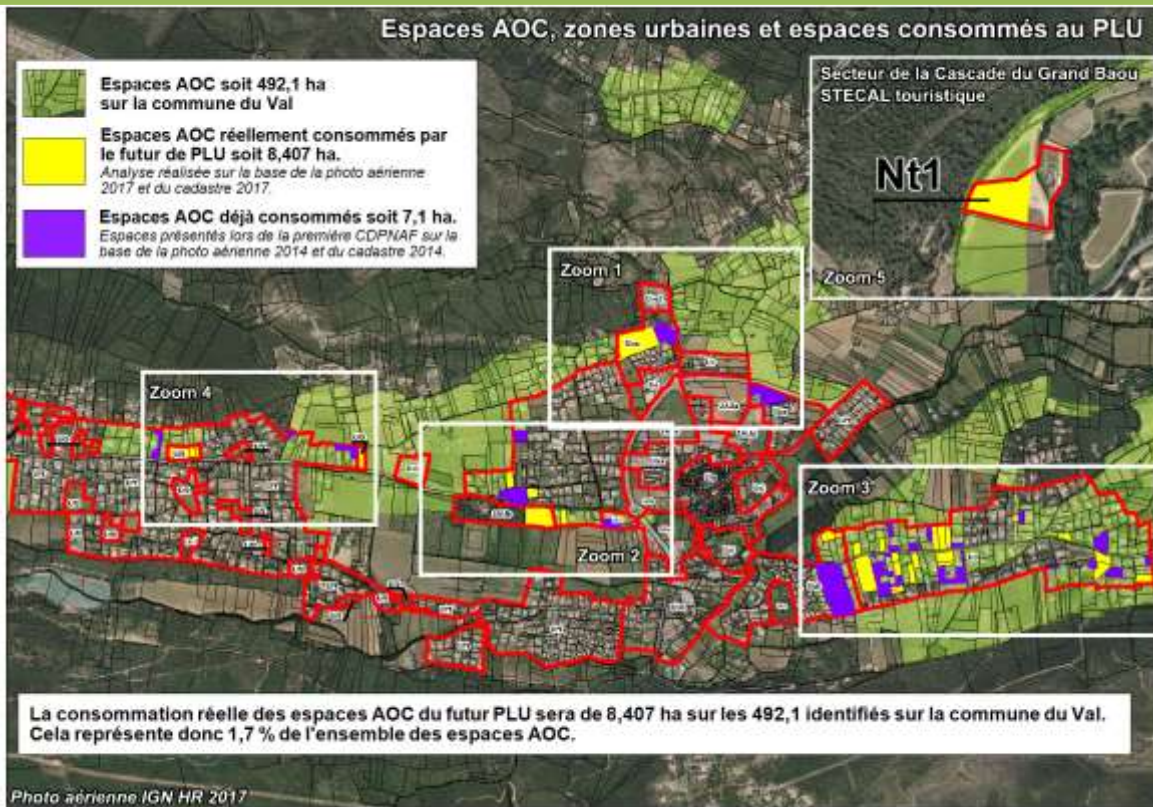 Espaces AOC, zones urbaines et espaces consommés au PLU
Espaces AOC soit 492,1 ha
sur la commune du Val
Espaces AOC réellement consommés par
le futur de PLU soit 8,407 ha.
Analyse réalisée sur la base de la photo aérienne
2017 et du cadastre 2017.
Espaces AOC déjà consommés soit 7,1 ha.
Espaces présentés lors de la première CDPNAF sur la
base de la photo aérienne 2014 et du cadastre 2014.
Secteur de la Cascade du Grand Baou
STECAL touristique
Nt1
Zoom 5
Zoom 1
Zoom 4
Zoom 2
Zoom 3
La consommation réelle des espaces AOC du futur PLU sera de 8,407 ha sur les 492,1 identifiés sur la commune du Val.
Cela représente donc 1,7 % de l'ensemble des espaces AOC.
Photo aérienne IGN HR 2017